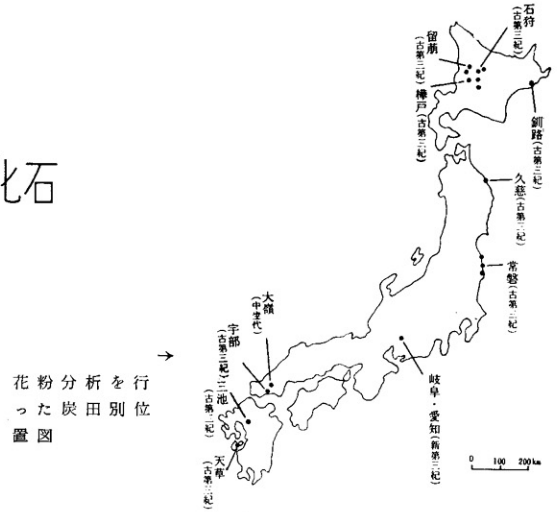 化石
花粉分析を行
った炭田別位
置図
→
石狩
(古第三紀)
留萠
(古第三紀)
樺戸(古第三紀)
釧路(古第三紀)
久慈(古第三紀)
常磐(古第三紀)
大嶺
(中生代)
宇部
(古第三紀)
三池
(古第三紀)
天草
(古第三紀)
岐阜・愛知(新第三紀)
0 100 200km